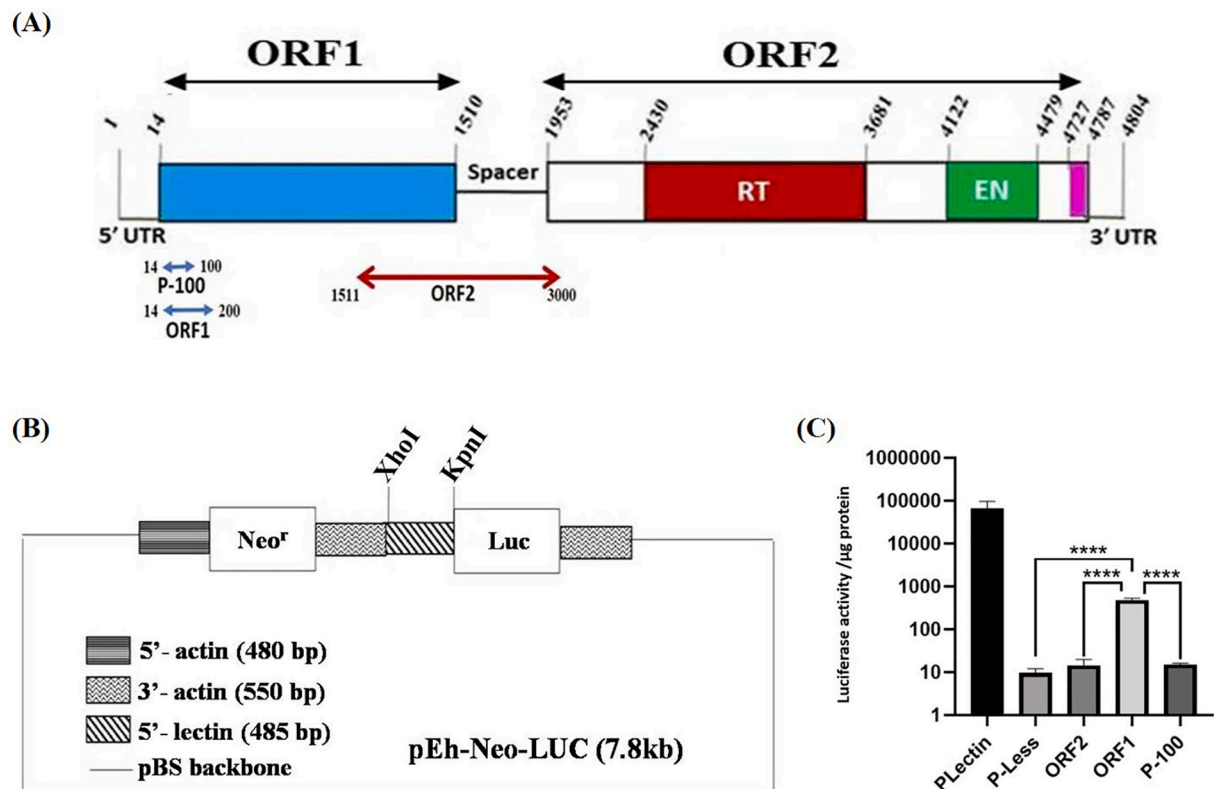 (A)
ORF1 ORF2
1 14 1510 1953 2430 3681 4122 4479 4727 4787 4804
Spacer RT EN
5′ UTR 3′ UTR
14 100
P-100
1511 ORF2 3000
14 200
ORF1
(B)
XhoI KpnI
Neoʳ Luc
5’- actin (480 bp)
3’- actin (550 bp)
5’- lectin (485 bp)
pBS backbone
pEh-Neo-LUC (7.8kb)
(C)
Luciferase activity /µg protein
1000000
100000
10000
1000
100
10
1
****
**** ****
PLectin P-Less ORF2 ORF1 P-100